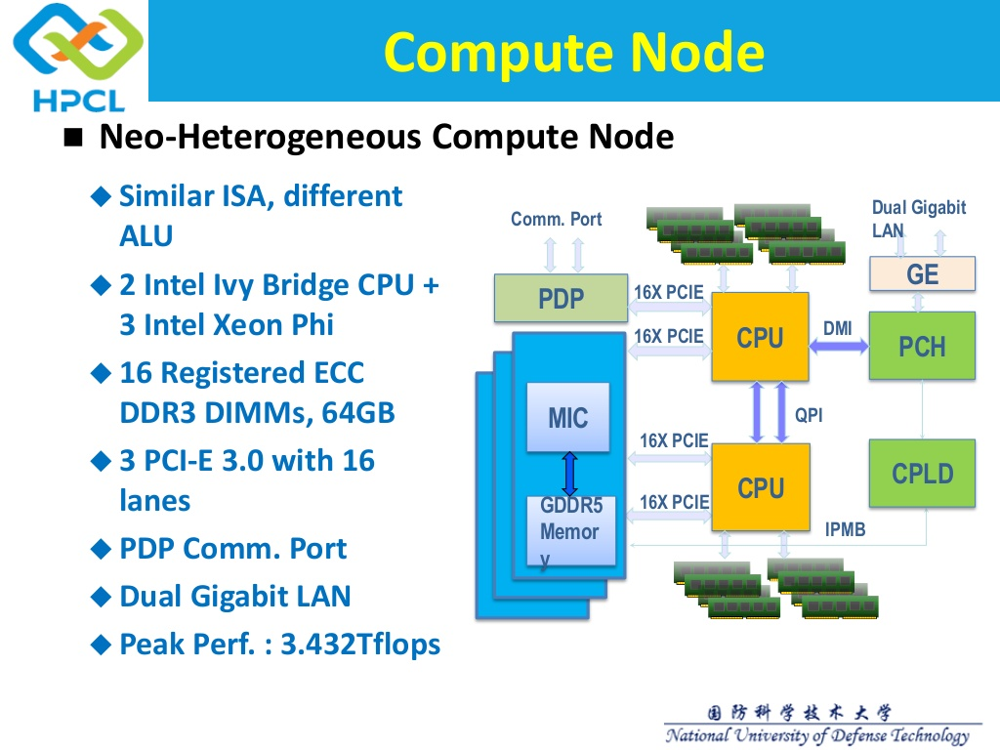 HPCL
Compute Node
Neo-Heterogeneous Compute Node
Similar ISA, different
ALU
2 Intel Ivy Bridge CPU +
3 Intel Xeon Phi
16 Registered ECC
DDR3 DIMMs, 64GB
3 PCI-E 3.0 with 16
lanes
PDP Comm. Port
Dual Gigabit LAN
Peak Perf. : 3.432Tflops
Comm. Port
Dual Gigabit
LAN
GE
PDP
16X PCIE
16X PCIE
CPU
DMI
PCH
MIC
QPI
16X PCIE
CPU
CPLD
16X PCIE
GDDR5
Memor
y
IPMB
国防科学技术大学
National University of Defense Technology